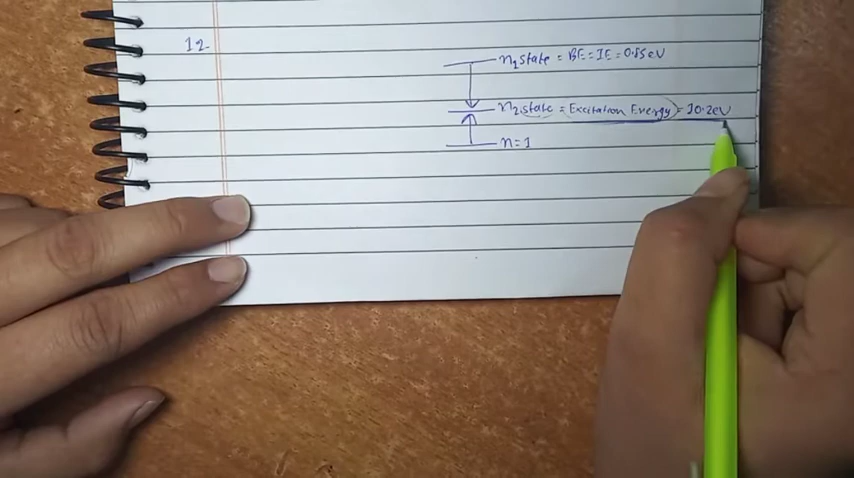 12.
n₁ state = BE = IE = 0.85eV
n₂ state = Excitation Energy = 10.2eV
n = 1